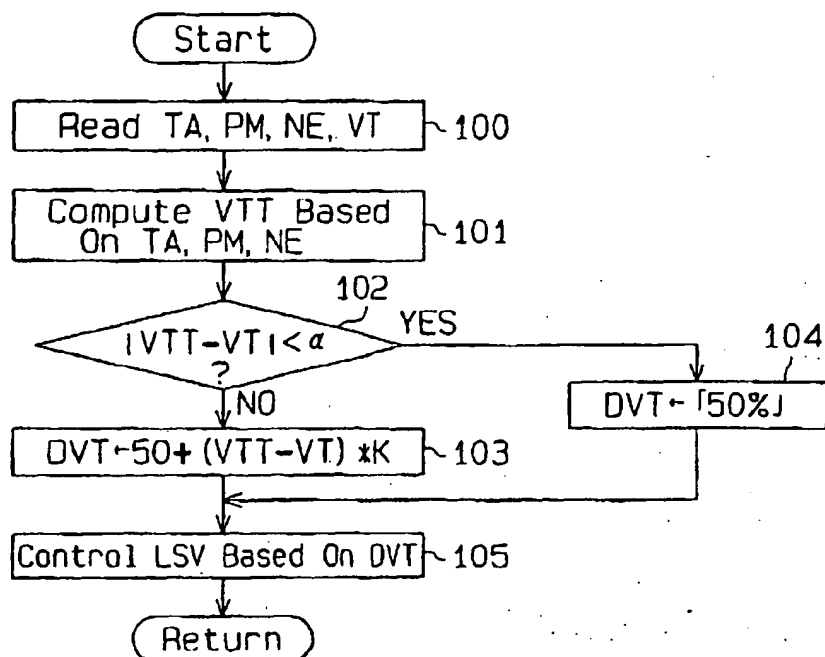 Start
Read TA, PM, NE, VT
100
Compute VTT Based
On TA, PM, NE
101
102
|VTT-VT|<α
?
YES
NO
104
DVT←「50%」
DVT←50+(VTT-VT)*K
103
Control LSV Based On DVT
105
Return